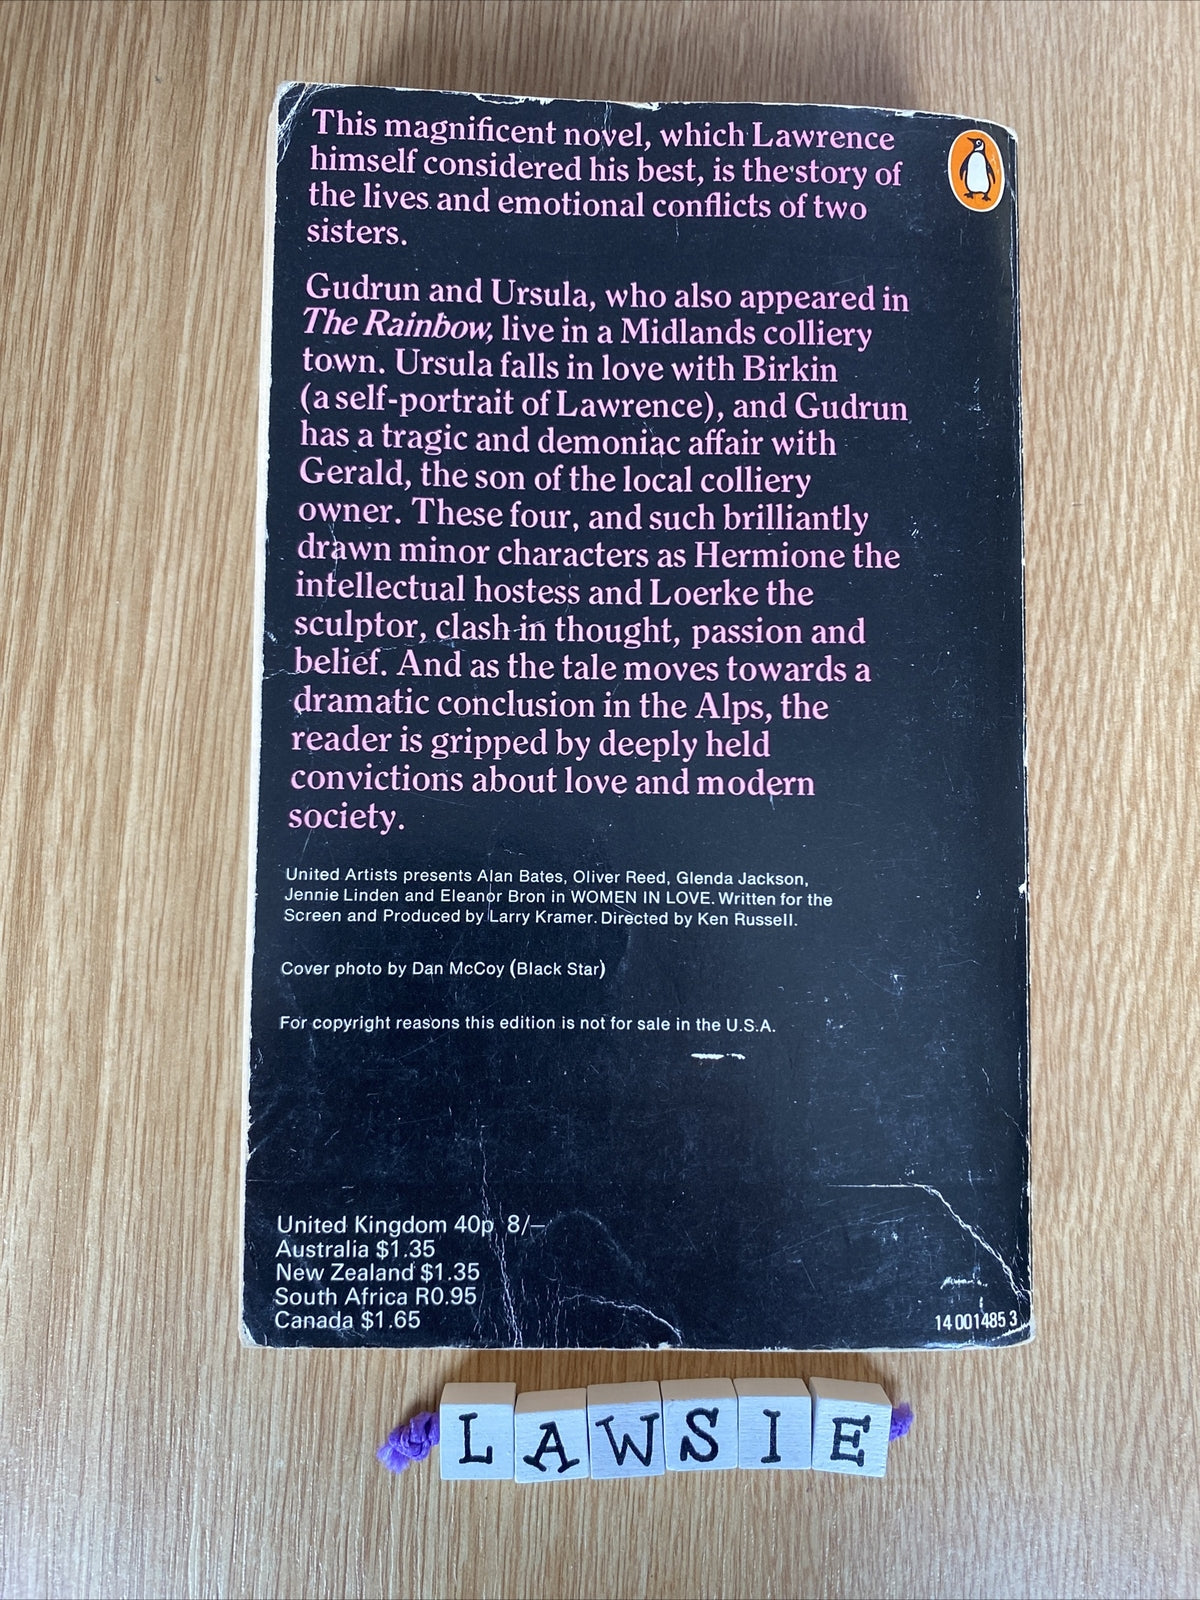 This magnificent novel, which Lawrence
himself considered his best, is the story of
the lives and emotional conflicts of two
sisters.
Gudrun and Ursula, who also appeared in
The Rainbow, live in a Midlands colliery
town. Ursula falls in love with Birkin
(a self-portrait of Lawrence), and Gudrun
has a tragic and demoniac affair with
Gerald, the son of the local colliery
owner. These four, and such brilliantly
drawn minor characters as Hermione the
intellectual hostess and Loerke the
sculptor, clash in thought, passion and
belief. And as the tale moves towards a
dramatic conclusion in the Alps, the
reader is gripped by deeply held
convictions about love and modern
society.
United Artists presents Alan Bates, Oliver Reed, Glenda Jackson,
Jennie Linden and Eleanor Bron in WOMEN IN LOVE. Written for the
Screen and Produced by Larry Kramer. Directed by Ken Russell.
Cover photo by Dan McCoy (Black Star)
For copyright reasons this edition is not for sale in the U.S.A.
United Kingdom 40p 8/–
Australia $1.35
New Zealand $1.35
South Africa R0.95
Canada $1.65
14 001485 3
LAWSIE